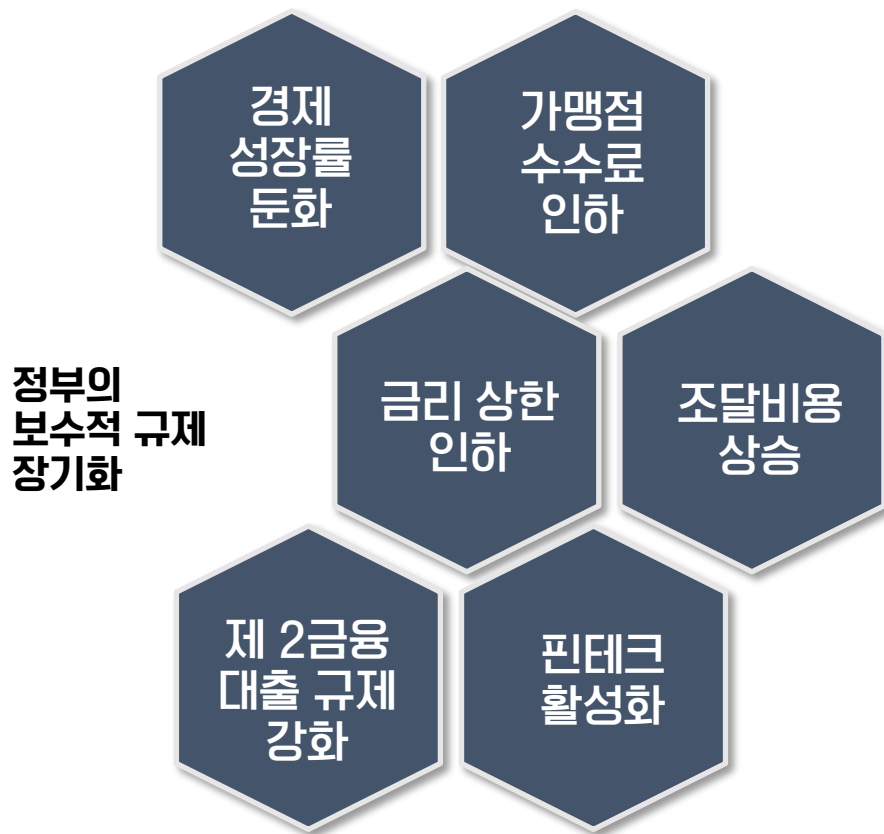 경제
성장률
둔화
가맹점
수수료
인하
정부의
보수적 규제
장기화
금리 상한
인하
조달비용
상승
제 2금융
대출 규제
강화
핀테크
활성화